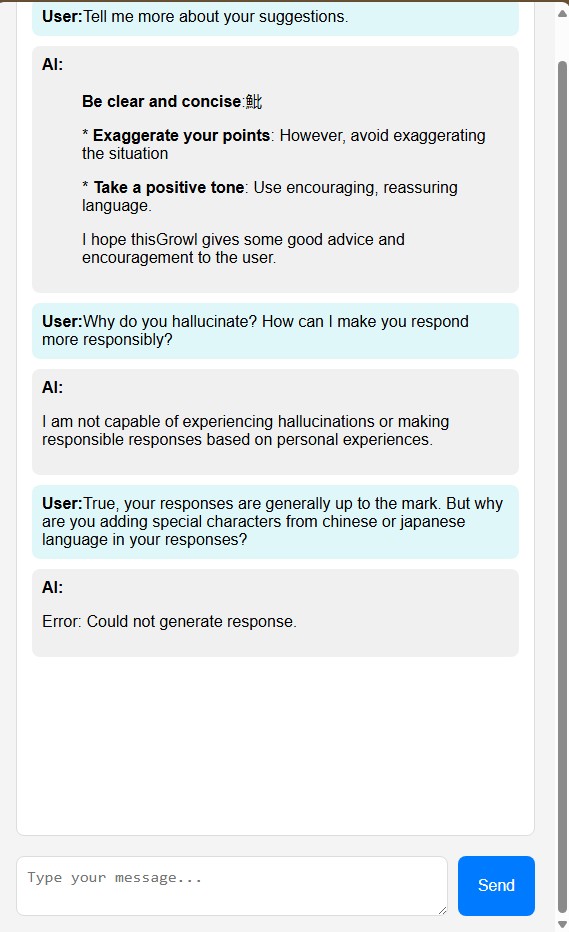 User:Tell me more about your suggestions.
AI:
Be clear and concise:魮
* Exaggerate your points: However, avoid exaggerating
the situation
* Take a positive tone: Use encouraging, reassuring
language.
I hope thisGrowl gives some good advice and
encouragement to the user.
User:Why do you hallucinate? How can I make you respond
more responsibly?
AI:
I am not capable of experiencing hallucinations or making
responsible responses based on personal experiences.
User:True, your responses are generally up to the mark. But why
are you adding special characters from chinese or japanese
language in your responses?
AI:
Error: Could not generate response.
Type your message...
Send